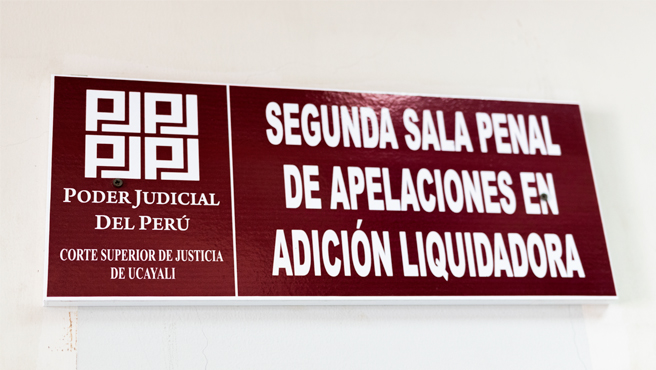 PJ PJ
PJ PJ
PODER JUDICIAL
DEL PERÚ
CORTE SUPERIOR DE JUSTICIA
DE UCAYALI
SEGUNDA SALA PENAL
DE APELACIONES EN
ADICIÓN LIQUIDADORA